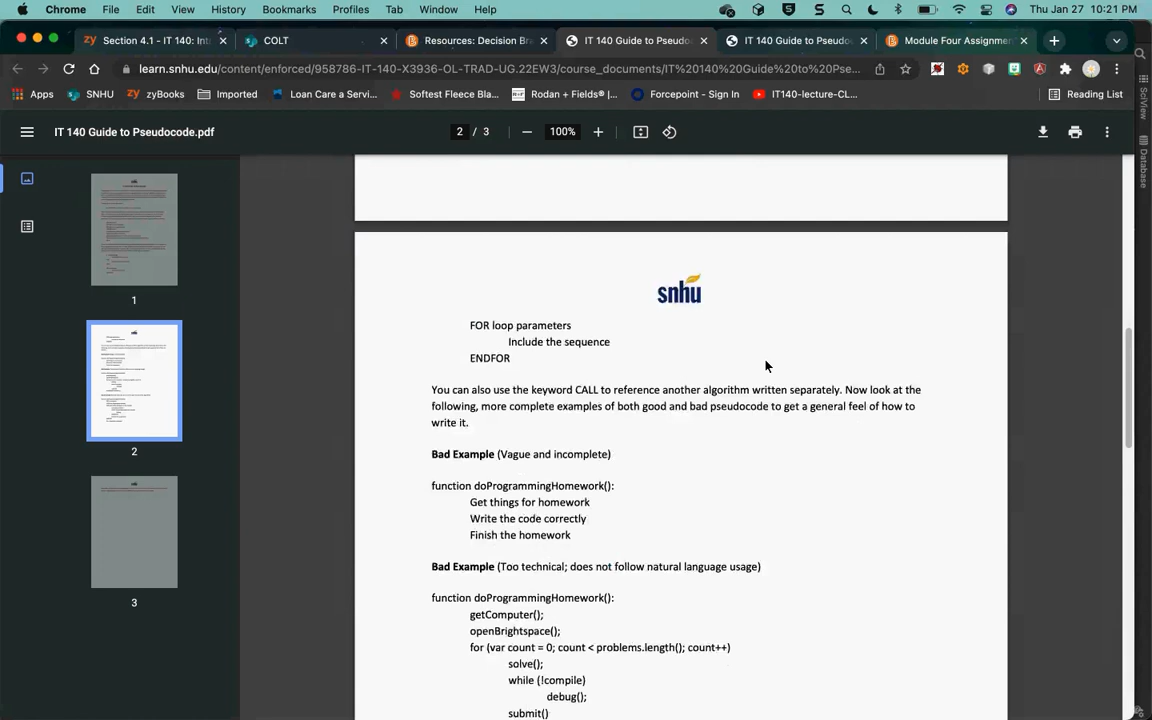 Chrome File Edit View History Bookmarks Profiles Tab Window Help Thu Jan 27 10:21 PM
Section 4.1 - IT 140: Int
COLT
Resources: Decision Bra
IT 140 Guide to Pseudo
IT 140 Guide to Pseudo
Module Four Assignmen
learn.snhu.edu/content/enforced/958786-IT-140-X3936-OL-TRAD-UG.22EW3/course_documents/IT%20140%20Guide%20to%20Pse...
Apps SNHU zyBooks Imported Loan Care a Servic... Softest Fleece Bla... Rodan + Fields® |... Forcepoint - Sign In IT140-lecture-CL... Reading List
SciView
Database
IT 140 Guide to Pseudocode.pdf
2 / 3
100%
1
2
3
snhu
FOR loop parameters
Include the sequence
ENDFOR
You can also use the keyword CALL to reference another algorithm written separately. Now look at the
following, more complete examples of both good and bad pseudocode to get a general feel of how to
write it.
Bad Example (Vague and incomplete)
function doProgrammingHomework():
Get things for homework
Write the code correctly
Finish the homework
Bad Example (Too technical; does not follow natural language usage)
function doProgrammingHomework():
getComputer();
openBrightspace();
for (var count = 0; count < problems.length(); count++)
solve();
while (!compile)
debug();
submit()